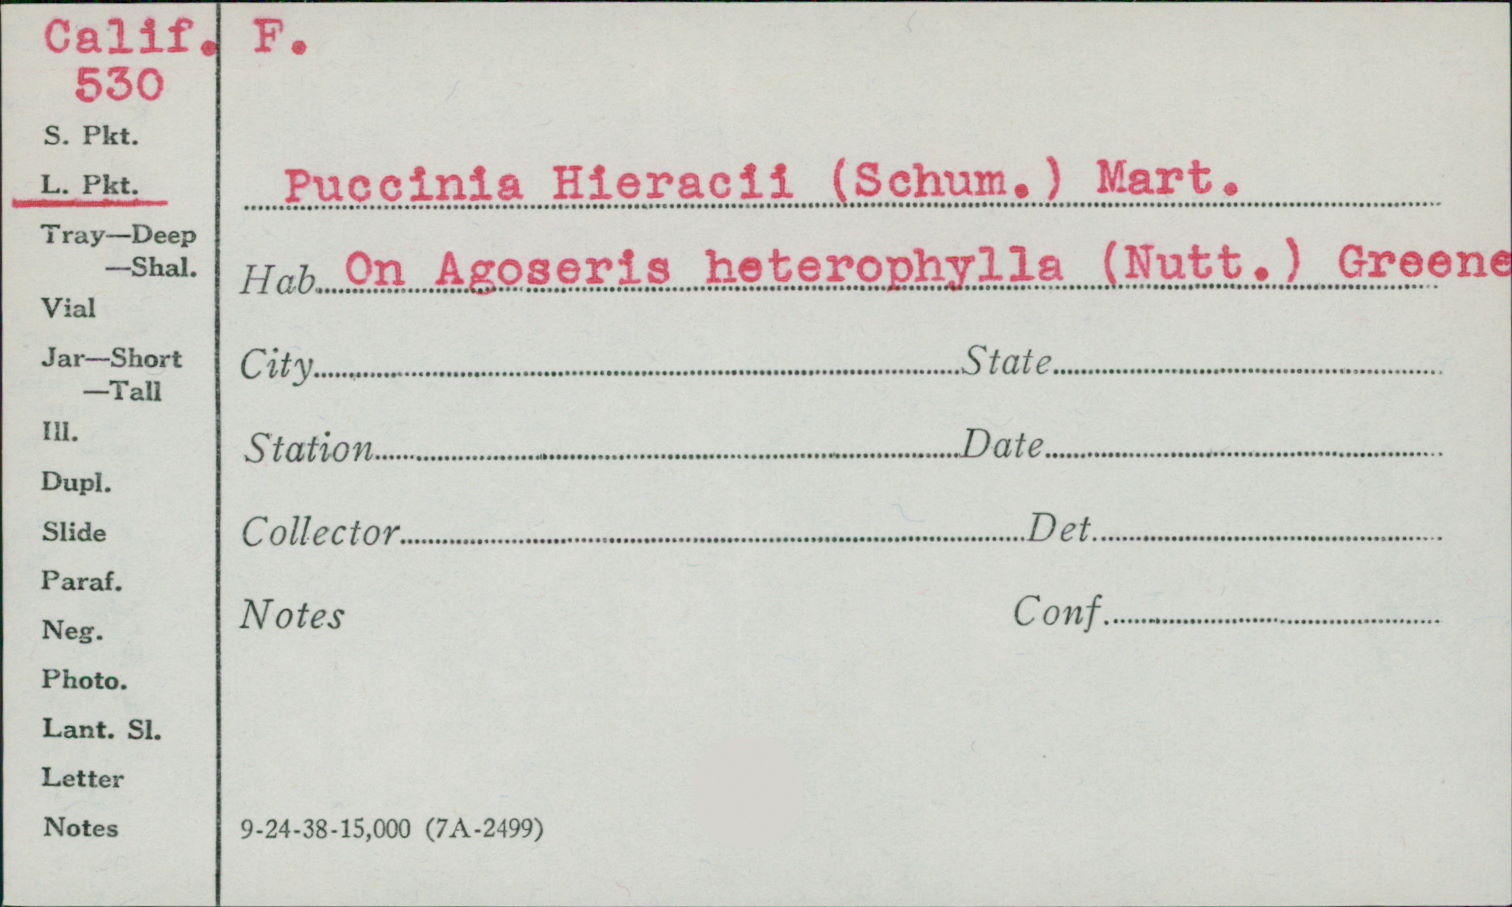 Calif. F.
530
S. Pkt.
L. Pkt.
Puccinia Hieracii (Schum.) Mart.
Tray—Deep
—Shal.
Hab. On Agoseris heterophylla (Nutt.) Greene
Vial
Jar—Short
—Tall
City State
Ill.
Station Date
Dupl.
Slide
Collector Det.
Paraf.
Neg.
Notes Conf.
Photo.
Lant. Sl.
Letter
Notes
9-24-38-15,000 (7A-2499)